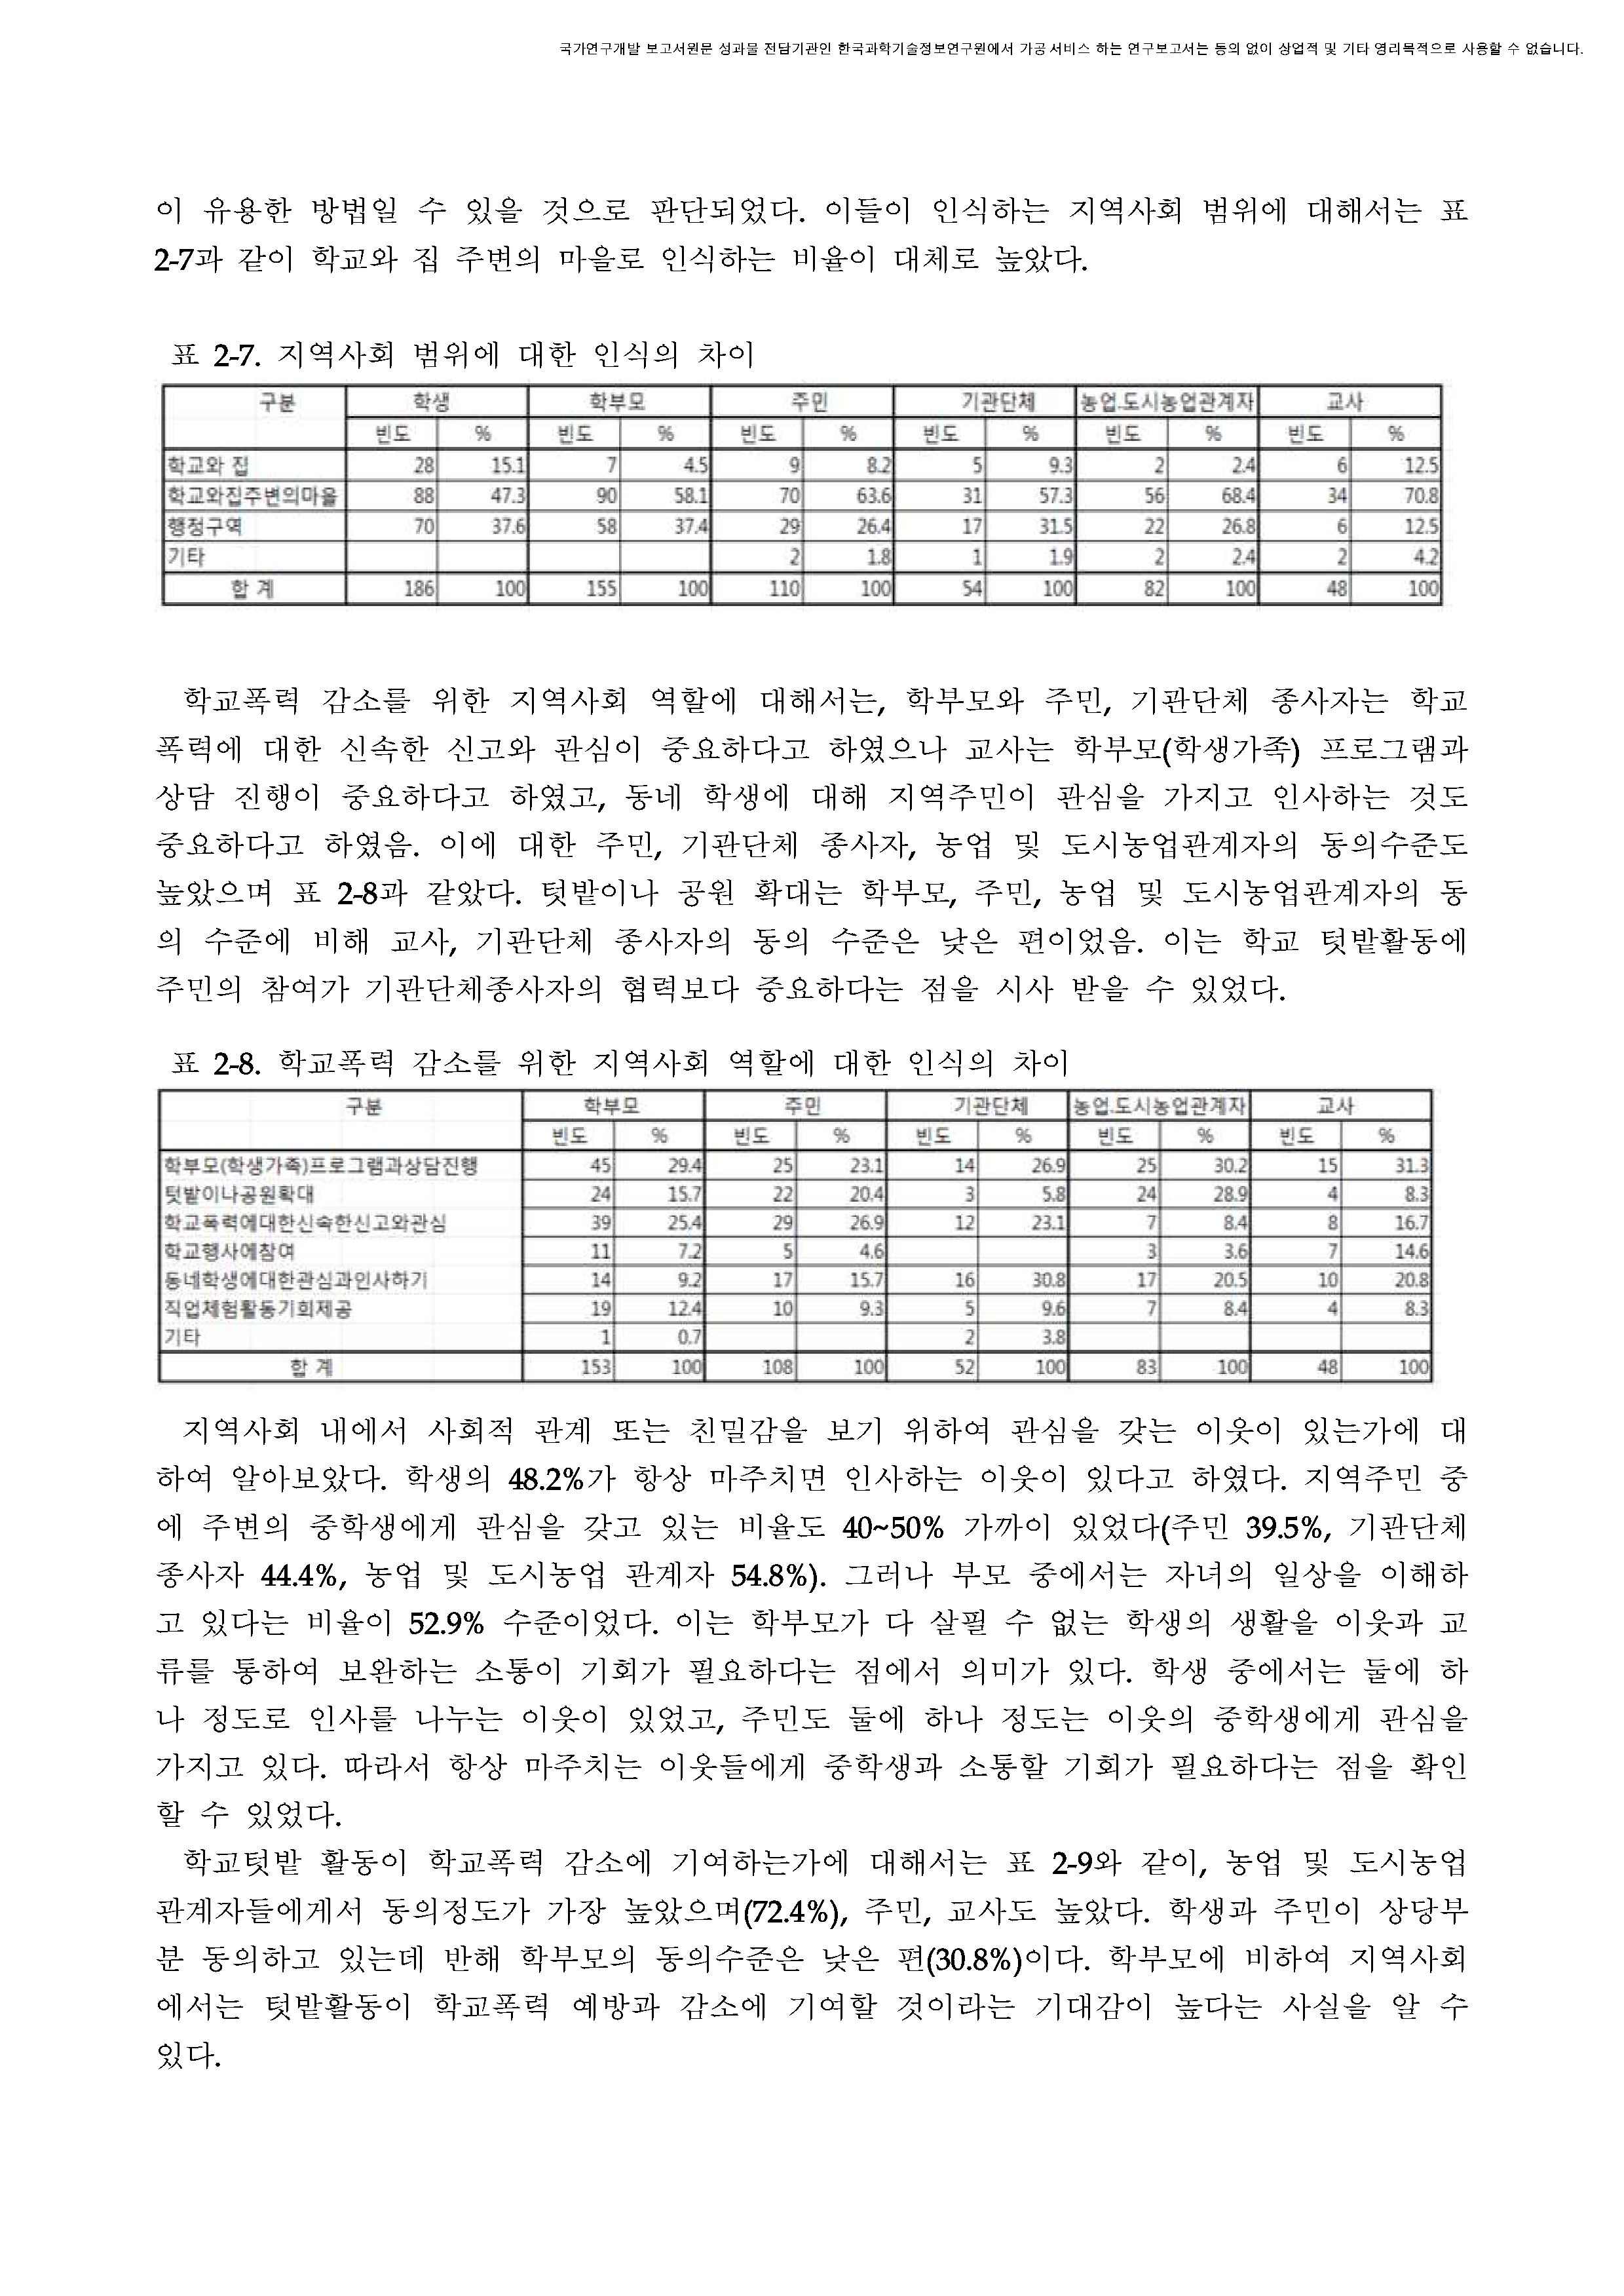 국가연구개발 보고서원문 성과물 전담기관인 한국과학기술정보연구원에서 가공·서비스 하는 연구보고서는 동의 없이 상업적 및 기타 영리목적으로 사용할 수 없습니다.
이 유용한 방법일 수 있을 것으로 판단되었다. 이들이 인식하는 지역사회 범위에 대해서는 표
2-7과 같이 학교와 집 주변의 마을로 인식하는 비율이 대체로 높았다.
표 2-7. 지역사회 범위에 대한 인식의 차이
구분 학생 학부모 주민 기관단체 농업.도시농업관계자 교사
빈도 % 빈도 % 빈도 % 빈도 % 빈도 % 빈도 %
학교와 집 28 15.1 7 4.5 9 8.2 5 9.3 2 2.4 6 12.5
학교와집주변의마을 88 47.3 90 58.1 70 63.6 31 57.3 56 68.4 34 70.8
행정구역 70 37.6 58 37.4 29 26.4 17 31.5 22 26.8 6 12.5
기타 2 1.8 1 1.9 2 2.4 2 4.2
합 계 186 100 155 100 110 100 54 100 82 100 48 100
학교폭력 감소를 위한 지역사회 역할에 대해서는, 학부모와 주민, 기관단체 종사자는 학교
폭력에 대한 신속한 신고와 관심이 중요하다고 하였으나 교사는 학부모(학생가족) 프로그램과
상담 진행이 중요하다고 하였고, 동네 학생에 대해 지역주민이 관심을 가지고 인사하는 것도
중요하다고 하였음. 이에 대한 주민, 기관단체 종사자, 농업 및 도시농업관계자의 동의수준도
높았으며 표 2-8과 같았다. 텃밭이나 공원 확대는 학부모, 주민, 농업 및 도시농업관계자의 동
의 수준에 비해 교사, 기관단체 종사자의 동의 수준은 낮은 편이었음. 이는 학교 텃밭활동에
주민의 참여가 기관단체종사자의 협력보다 중요하다는 점을 시사 받을 수 있었다.
표 2-8. 학교폭력 감소를 위한 지역사회 역할에 대한 인식의 차이
구분 학부모 주민 기관단체 농업.도시농업관계자 교사
빈도 % 빈도 % 빈도 % 빈도 % 빈도 %
학부모(학생가족)프로그램과상담진행 45 29.4 25 23.1 14 26.9 25 30.2 15 31.3
텃밭이나공원확대 24 15.7 22 20.4 3 5.8 24 28.9 4 8.3
학교폭력에대한신속한신고와관심 39 25.4 29 26.9 12 23.1 7 8.4 8 16.7
학교행사에참여 11 7.2 5 4.6 3 3.6 7 14.6
동네학생에대한관심과인사하기 14 9.2 17 15.7 16 30.8 17 20.5 10 20.8
직업체험활동기회제공 19 12.4 10 9.3 5 9.6 7 8.4 4 8.3
기타 1 0.7 2 3.8
합 계 153 100 108 100 52 100 83 100 48 100
지역사회 내에서 사회적 관계 또는 친밀감을 보기 위하여 관심을 갖는 이웃이 있는가에 대
하여 알아보았다. 학생의 48.2%가 항상 마주치면 인사하는 이웃이 있다고 하였다. 지역주민 중
에 주변의 중학생에게 관심을 갖고 있는 비율도 40~50% 가까이 있었다(주민 39.5%, 기관단체
종사자 44.4%, 농업 및 도시농업 관계자 54.8%). 그러나 부모 중에서는 자녀의 일상을 이해하
고 있다는 비율이 52.9% 수준이었다. 이는 학부모가 다 살필 수 없는 학생의 생활을 이웃과 교
류를 통하여 보완하는 소통이 기회가 필요하다는 점에서 의미가 있다. 학생 중에서는 둘에 하
나 정도로 인사를 나누는 이웃이 있었고, 주민도 둘에 하나 정도는 이웃의 중학생에게 관심을
가지고 있다. 따라서 항상 마주치는 이웃들에게 중학생과 소통할 기회가 필요하다는 점을 확인
할 수 있었다.
학교텃밭 활동이 학교폭력 감소에 기여하는가에 대해서는 표 2-9와 같이, 농업 및 도시농업
관계자들에게서 동의정도가 가장 높았으며(72.4%), 주민, 교사도 높았다. 학생과 주민이 상당부
분 동의하고 있는데 반해 학부모의 동의수준은 낮은 편(30.8%)이다. 학부모에 비하여 지역사회
에서는 텃밭활동이 학교폭력 예방과 감소에 기여할 것이라는 기대감이 높다는 사실을 알 수
있다.